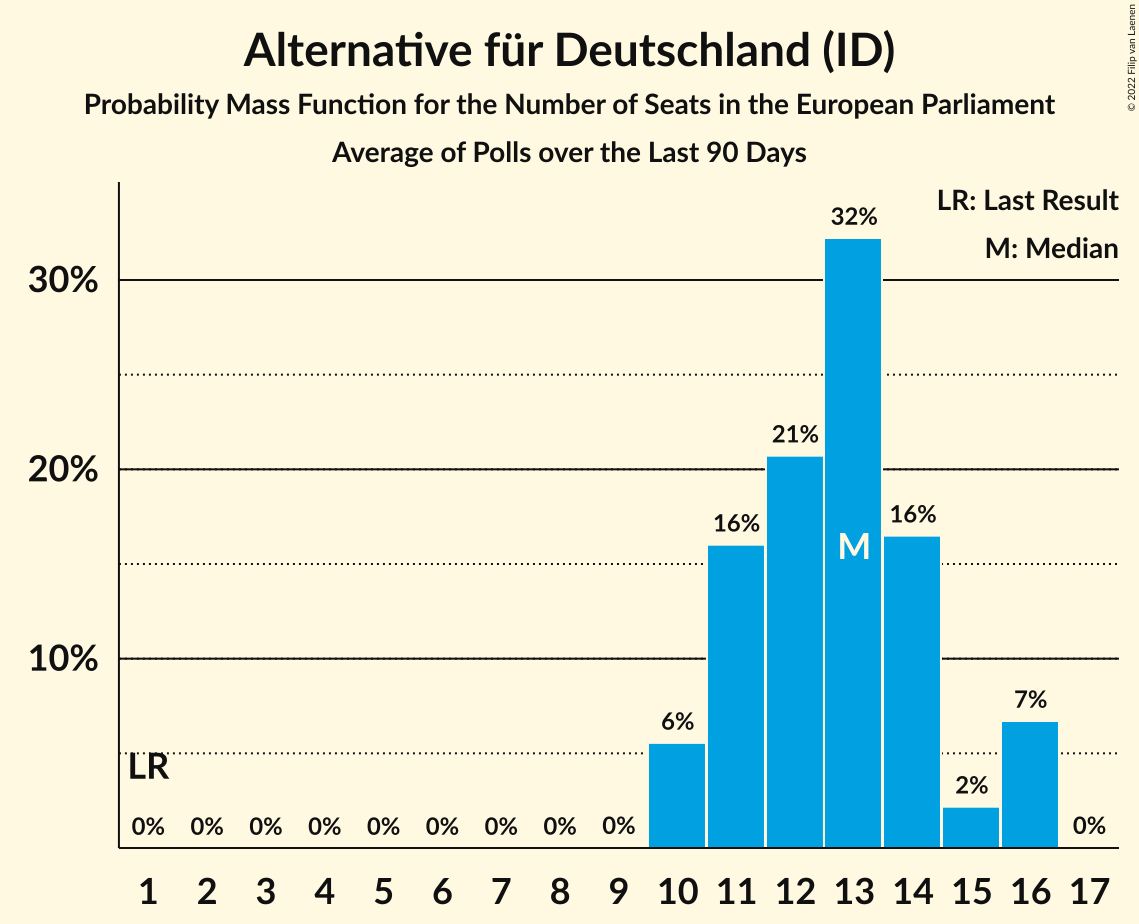 Alternative für Deutschland (ID)
Probability Mass Function for the Number of Seats in the European Parliament
Average of Polls over the Last 90 Days
© 2022 Filip van Laenen
LR: Last Result
M: Median
30%
20%
10%
LR
M
0% 0% 0% 0% 0% 0% 0% 0% 0% 6% 16% 21% 32% 16% 2% 7% 0%
1 2 3 4 5 6 7 8 9 10 11 12 13 14 15 16 17